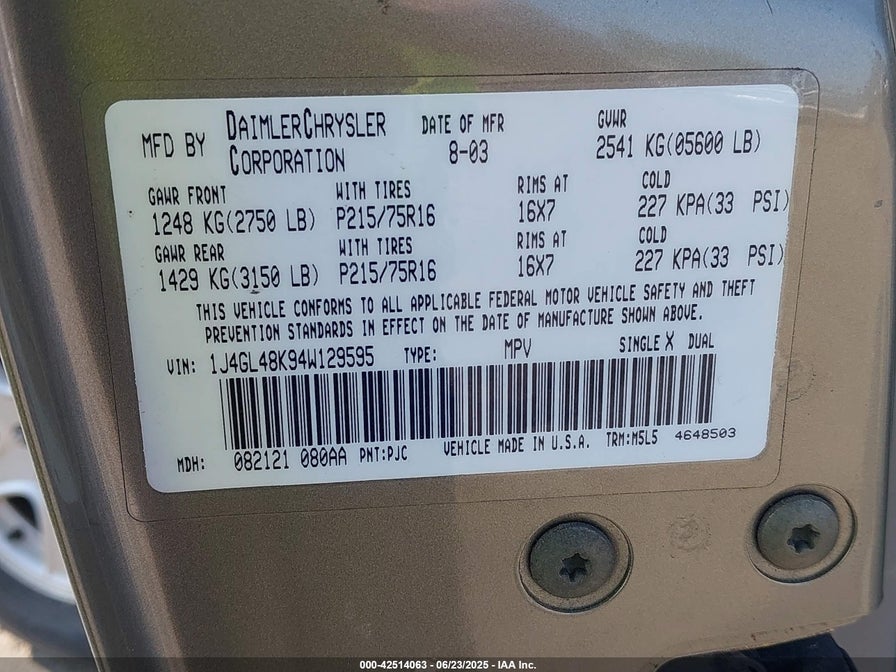 MFD BY DAIMLERCHRYSLER CORPORATION DATE OF MFR 8-03 GVWR 2541 KG(05600 LB)
GAWR FRONT WITH TIRES RIMS AT COLD
1248 KG(2750 LB) P215/75R16 16X7 227 KPA(33 PSI)
GAWR REAR WITH TIRES RIMS AT COLD
1429 KG(3150 LB) P215/75R16 16X7 227 KPA(33 PSI)
THIS VEHICLE CONFORMS TO ALL APPLICABLE FEDERAL MOTOR VEHICLE SAFETY AND THEFT
PREVENTION STANDARDS IN EFFECT ON THE DATE OF MANUFACTURE SHOWN ABOVE.
VIN: 1J4GL48K94W129595 TYPE: MPV SINGLE X DUAL
MDH: 082121 080AA PNT:PJC VEHICLE MADE IN U.S.A. TRM:M5L5 4648503
000-42514063 - 06/23/2025 - IAA Inc.